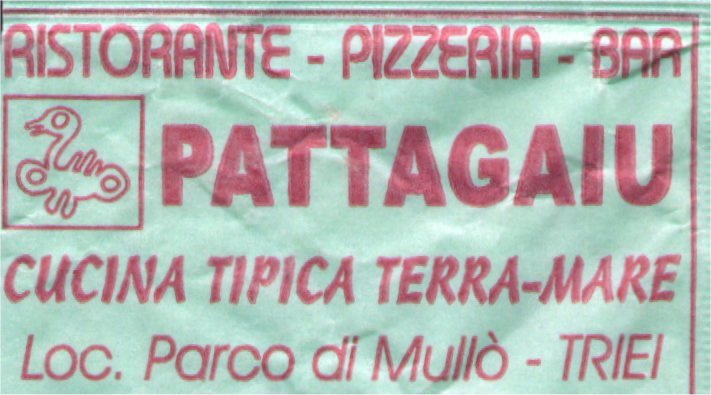 RISTORANTE - PIZZERIA - BAR
PATTAGAIU
CUCINA TIPICA TERRA-MARE
Loc. Parco di Mullò - TRIEI